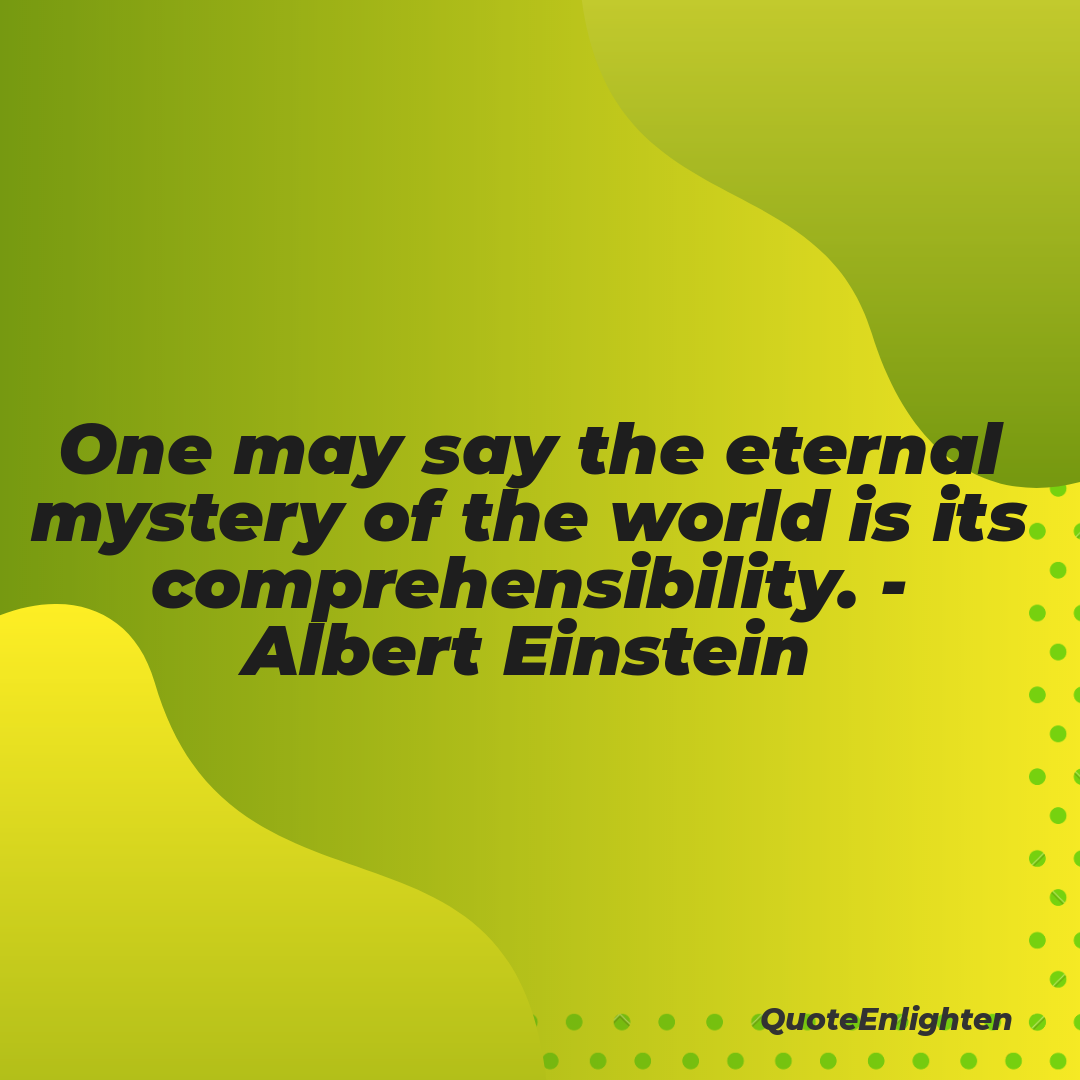 One may say the eternal
mystery of the world is its
comprehensibility. -
Albert Einstein
QuoteEnlighten